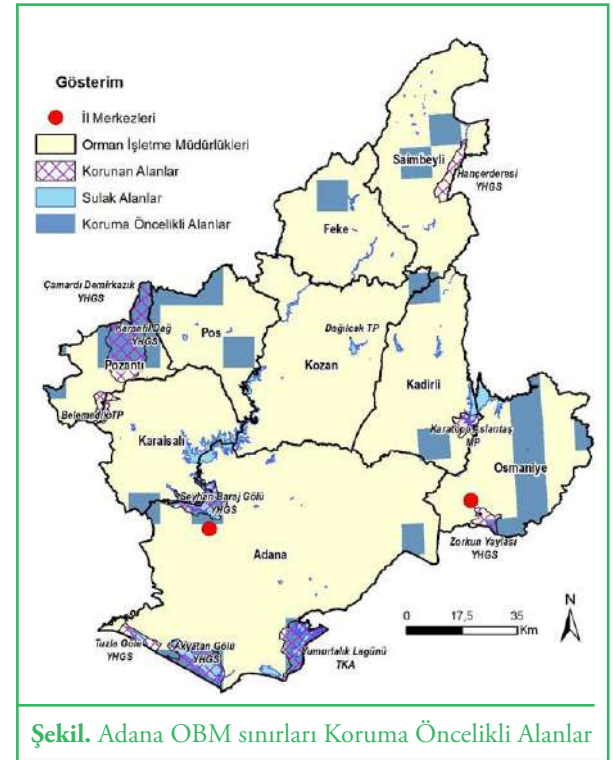 Gösterim
İl Merkezleri
Orman İşletme Müdürlükleri
Korunan Alanlar
Sulak Alanlar
Koruma Öncelikli Alanlar
Saimbeyli
Hançerderesi
YHGS
Feke
Çamardı Demirkazık
YHGS
Karanfil Dağ
YHGS
Pos
Pozantı
Dağılcak TP
Kozan
Kadirli
Belemedik TP
Karaisalı
Karatepe Aslantaş
MP
Osmaniye
Seyhan Baraj Gölü
YHGS
Zorkun Yaylası
YHGS
Adana
N
0 17,5 35
Km
Tuzla Gölü
YHGS
Akyatan Gölü
YHGS
Yumurtalık Lagünü
TKA
Şekil. Adana OBM sınırları Koruma Öncelikli Alanlar